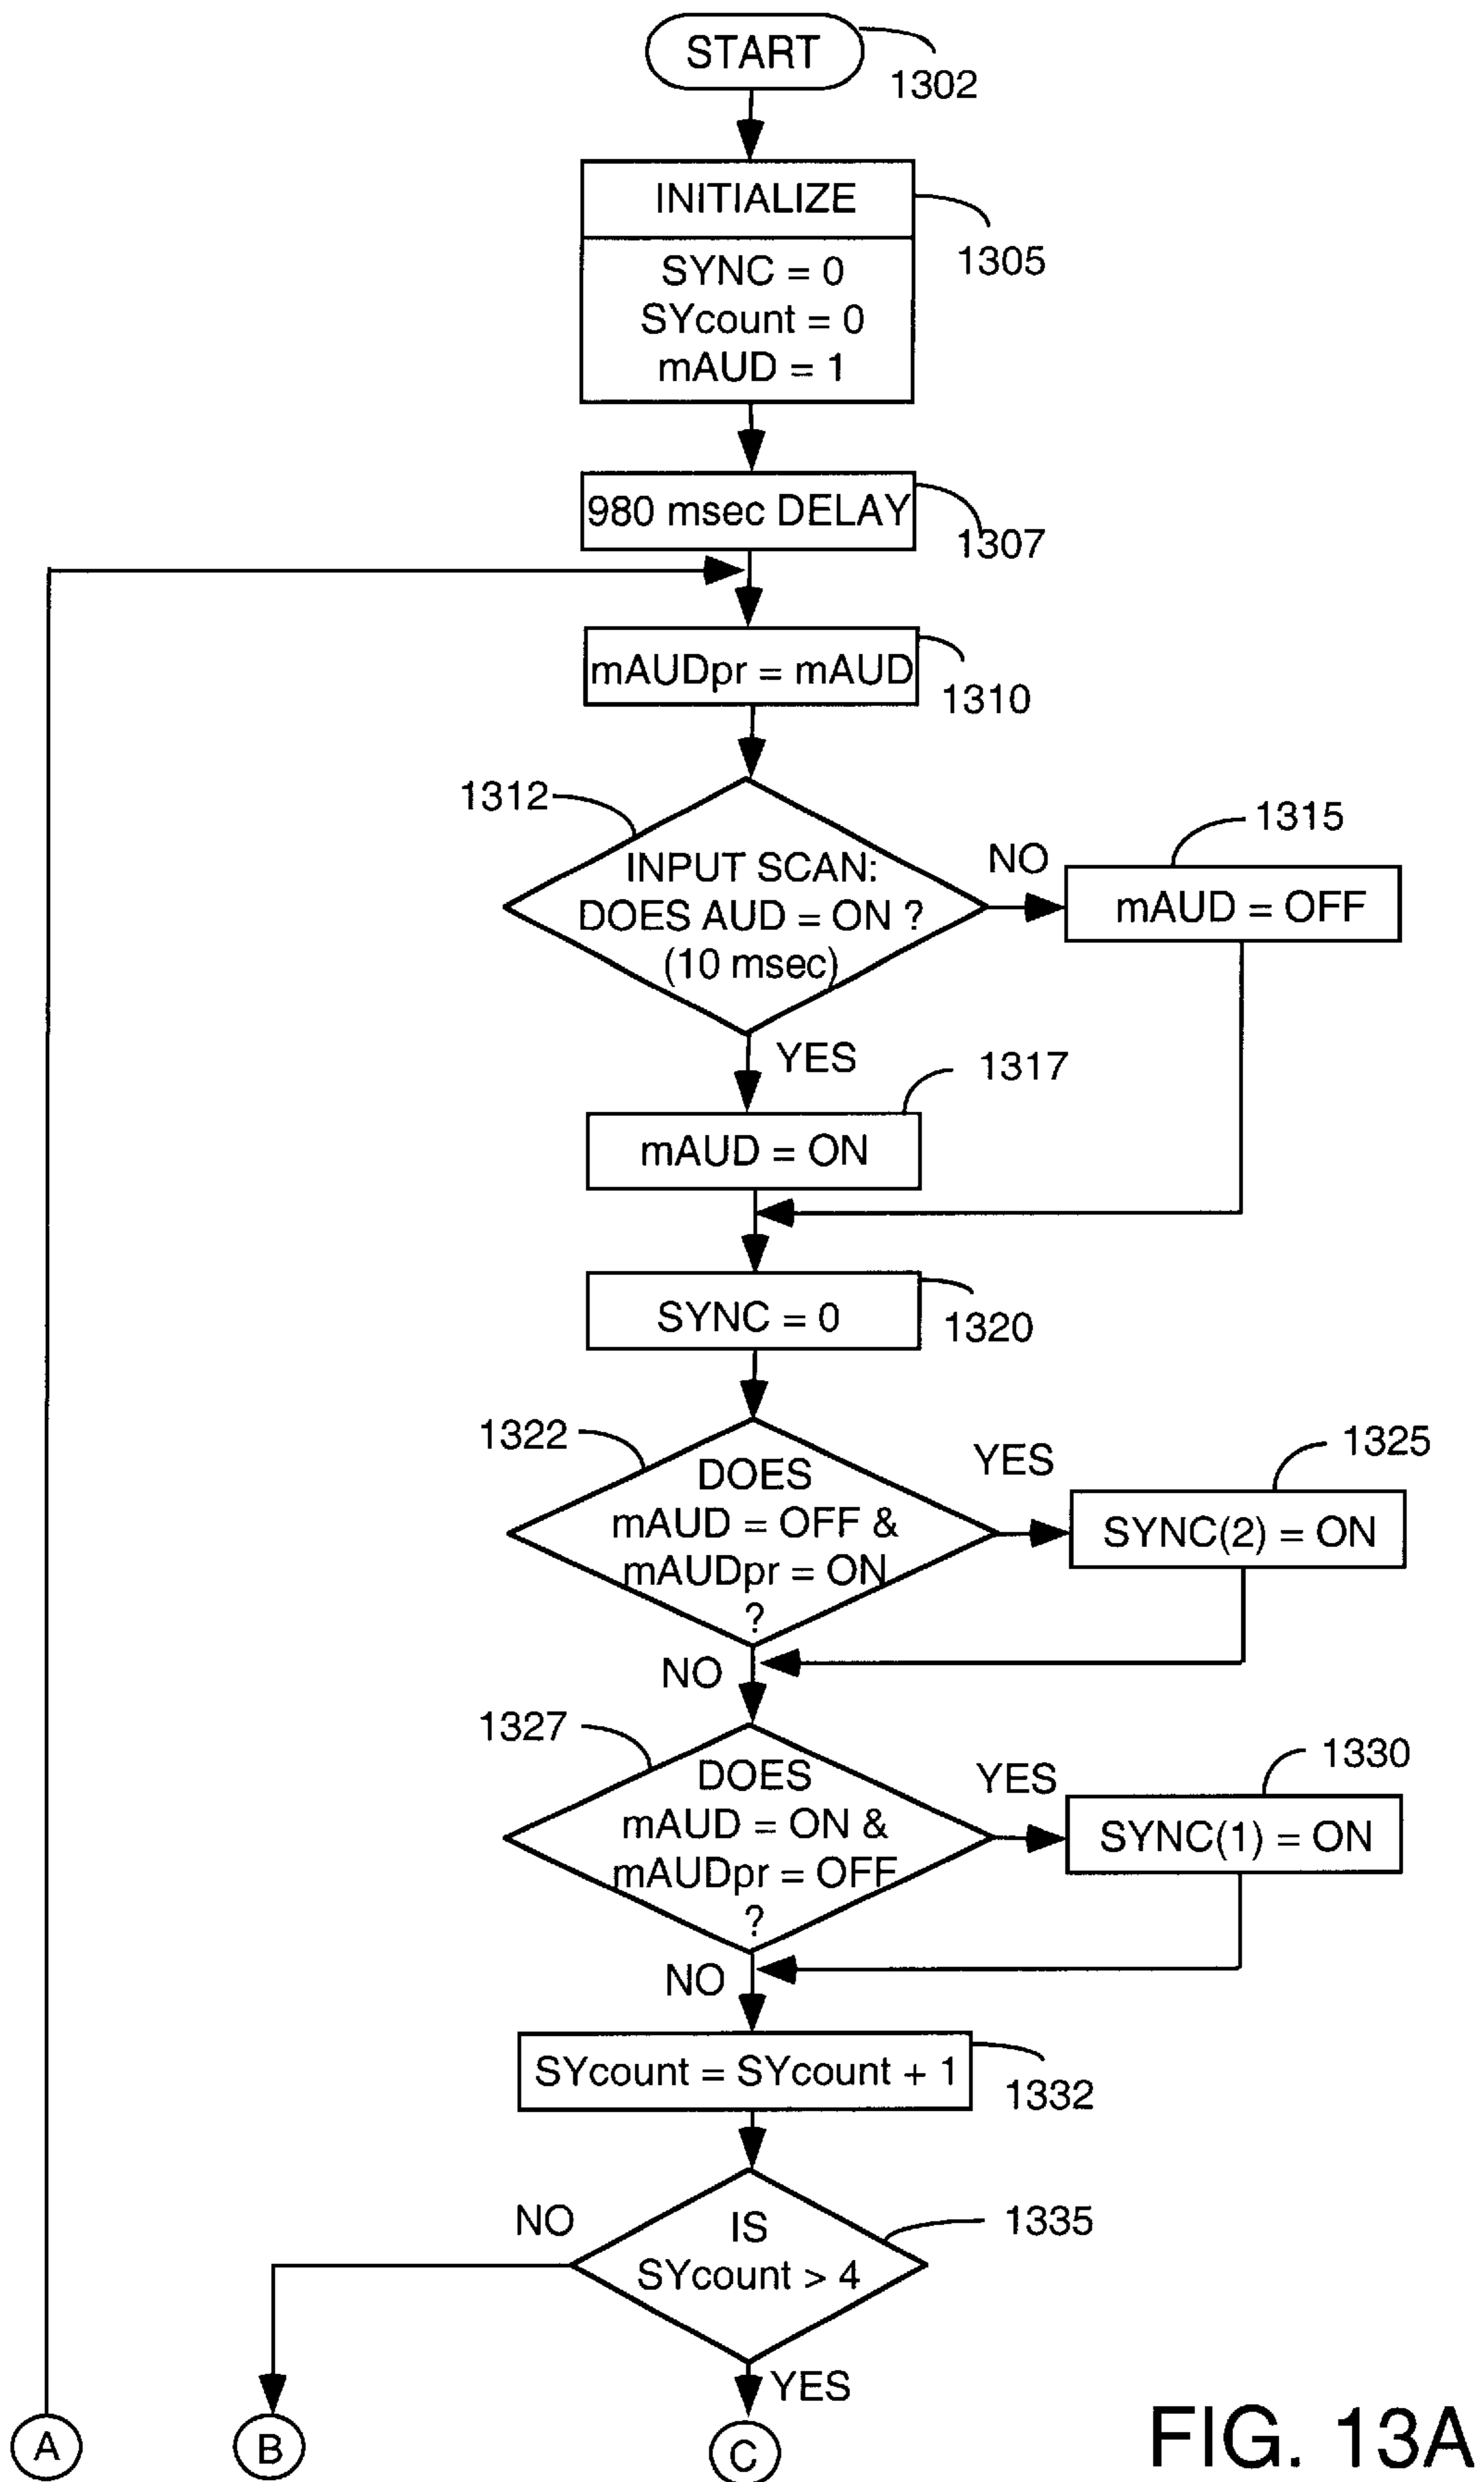 START
1302
INITIALIZE
1305
SYNC = 0
SYcount = 0
mAUD = 1
980 msec DELAY
1307
mAUDpr = mAUD
1310
1312
INPUT SCAN:
DOES AUD = ON ?
(10 msec)
NO
1315
mAUD = OFF
YES
1317
mAUD = ON
SYNC = 0
1320
1322
DOES
mAUD = OFF &
mAUDpr = ON
?
YES
1325
SYNC(2) = ON
NO
1327
DOES
mAUD = ON &
mAUDpr = OFF
?
YES
1330
SYNC(1) = ON
NO
SYcount = SYcount + 1
1332
NO
IS
SYcount > 4
1335
YES
A
B
C
FIG. 13A